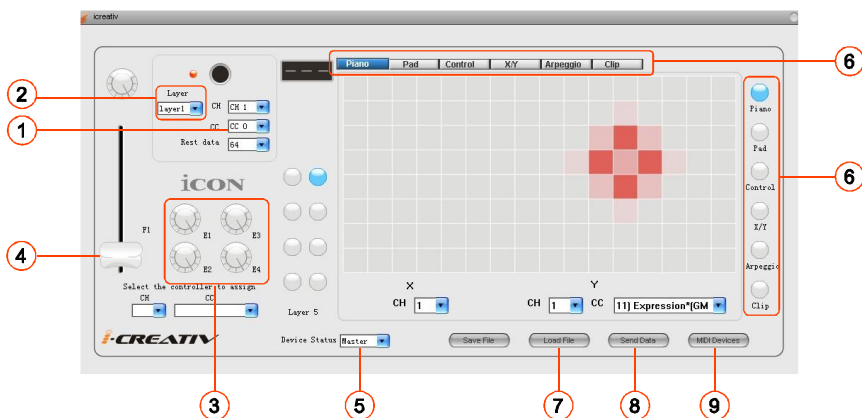 icreativ
Piano Pad Control X/Y Arpeggio Clip
6
2
Layer
layer1
CH CH 1
1
CC CC 0
Rest data 64
Piano
Pad
Control
X/Y
Arpeggio
Clip
6
iCON
F1
E1 E3
E2 E4
4
Select the controller to assign
CH CC
Layer 5
X
CH 1
Y
CH 1 CC 11) Expression*(GM
i-CREATIV
Device Status Master
Save File
Load File
Send Data
MIDI Devices
3
5
7
8
9